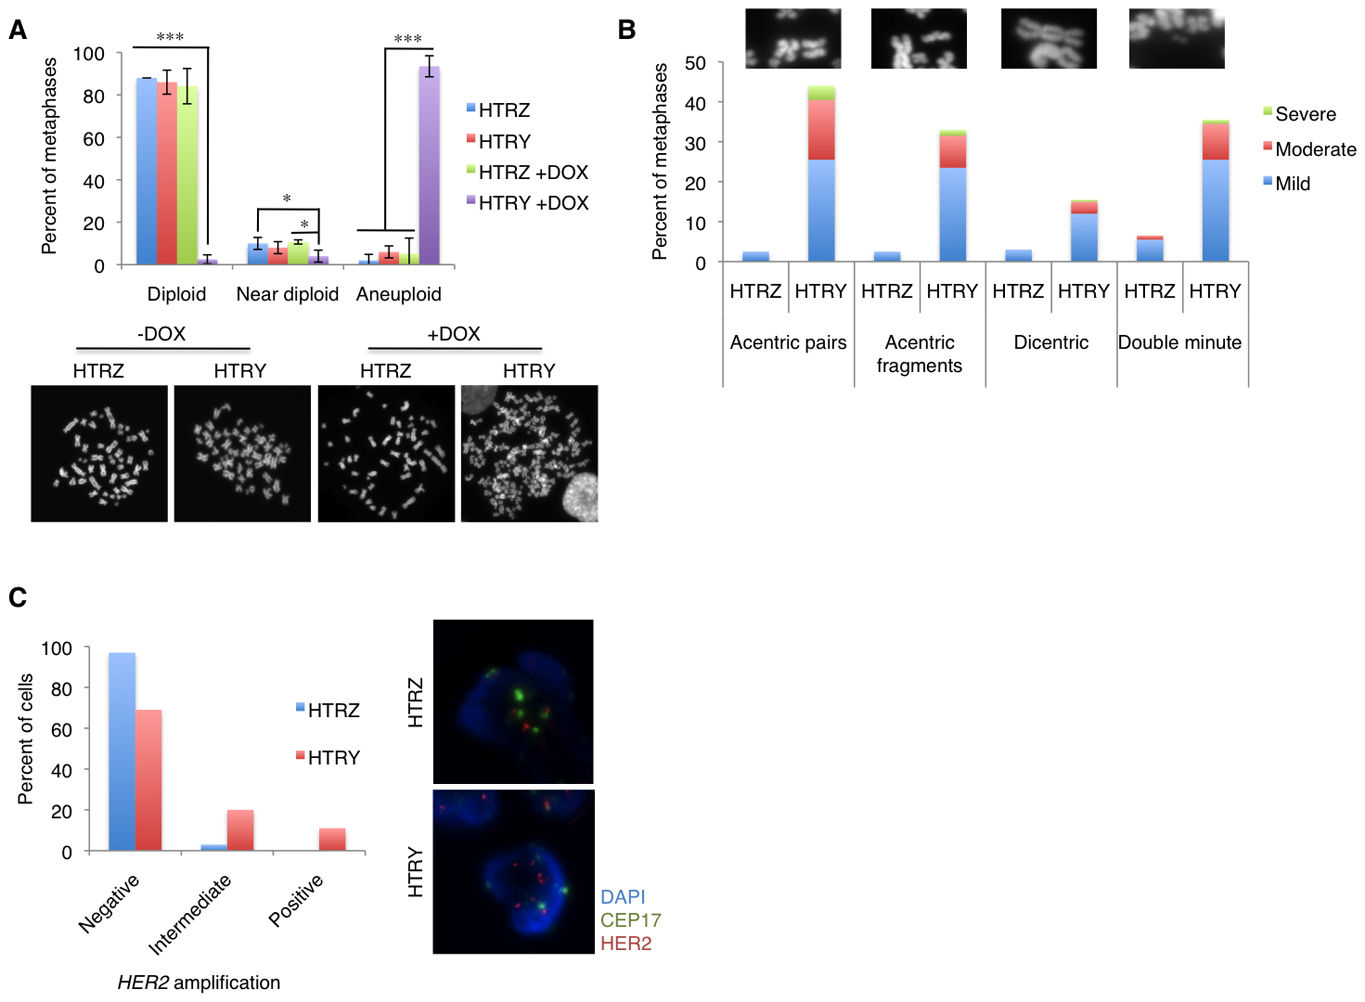 A
***
***
*
*
Percent of metaphases
100
80
60
40
20
0
Diploid Near diploid Aneuploid
HTRZ
HTRY
HTRZ +DOX
HTRY +DOX
-DOX +DOX
HTRZ HTRY HTRZ HTRY
B
Percent of metaphases
50
40
30
20
10
0
HTRZ HTRY HTRZ HTRY HTRZ HTRY HTRZ HTRY
Acentric pairs Acentric Dicentric Double minute
fragments
Severe
Moderate
Mild
C
Percent of cells
100
80
60
40
20
0
Negative
Intermediate
Positive
HER2 amplification
HTRZ
HTRY
HTRZ
HTRY
DAPI
CEP17
HER2